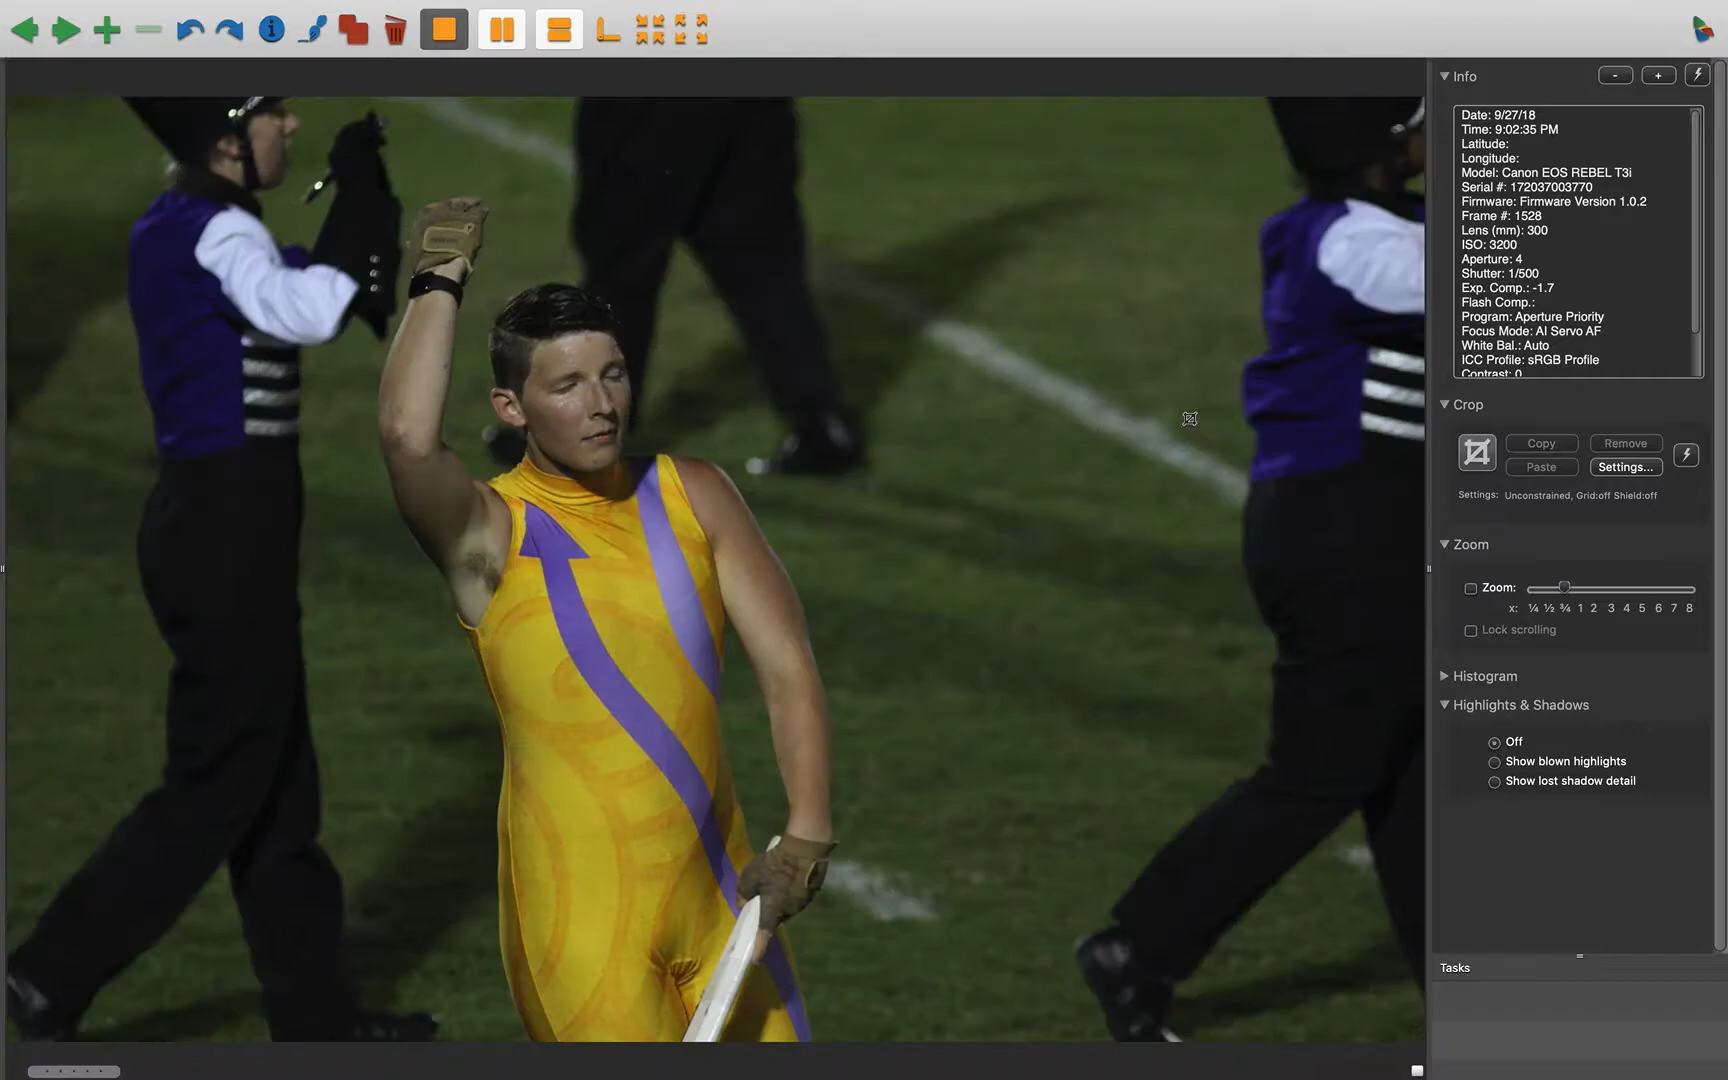 Info
-
+
Date: 9/27/18
Time: 9:02:35 PM
Latitude:
Longitude:
Model: Canon EOS REBEL T3i
Serial #: 172037003770
Firmware: Firmware Version 1.0.2
Frame #: 1528
Lens (mm): 300
ISO: 3200
Aperture: 4
Shutter: 1/500
Exp. Comp.: -1.7
Flash Comp.:
Program: Aperture Priority
Focus Mode: AI Servo AF
White Bal.: Auto
ICC Profile: sRGB Profile
Contrast: 0
Crop
Copy Remove
Paste Settings...
Settings: Unconstrained, Grid:off Shield:off
Zoom
Zoom:
x: ¼ ½ ¾ 1 2 3 4 5 6 7 8
Lock scrolling
Histogram
Highlights & Shadows
Off
Show blown highlights
Show lost shadow detail
Tasks